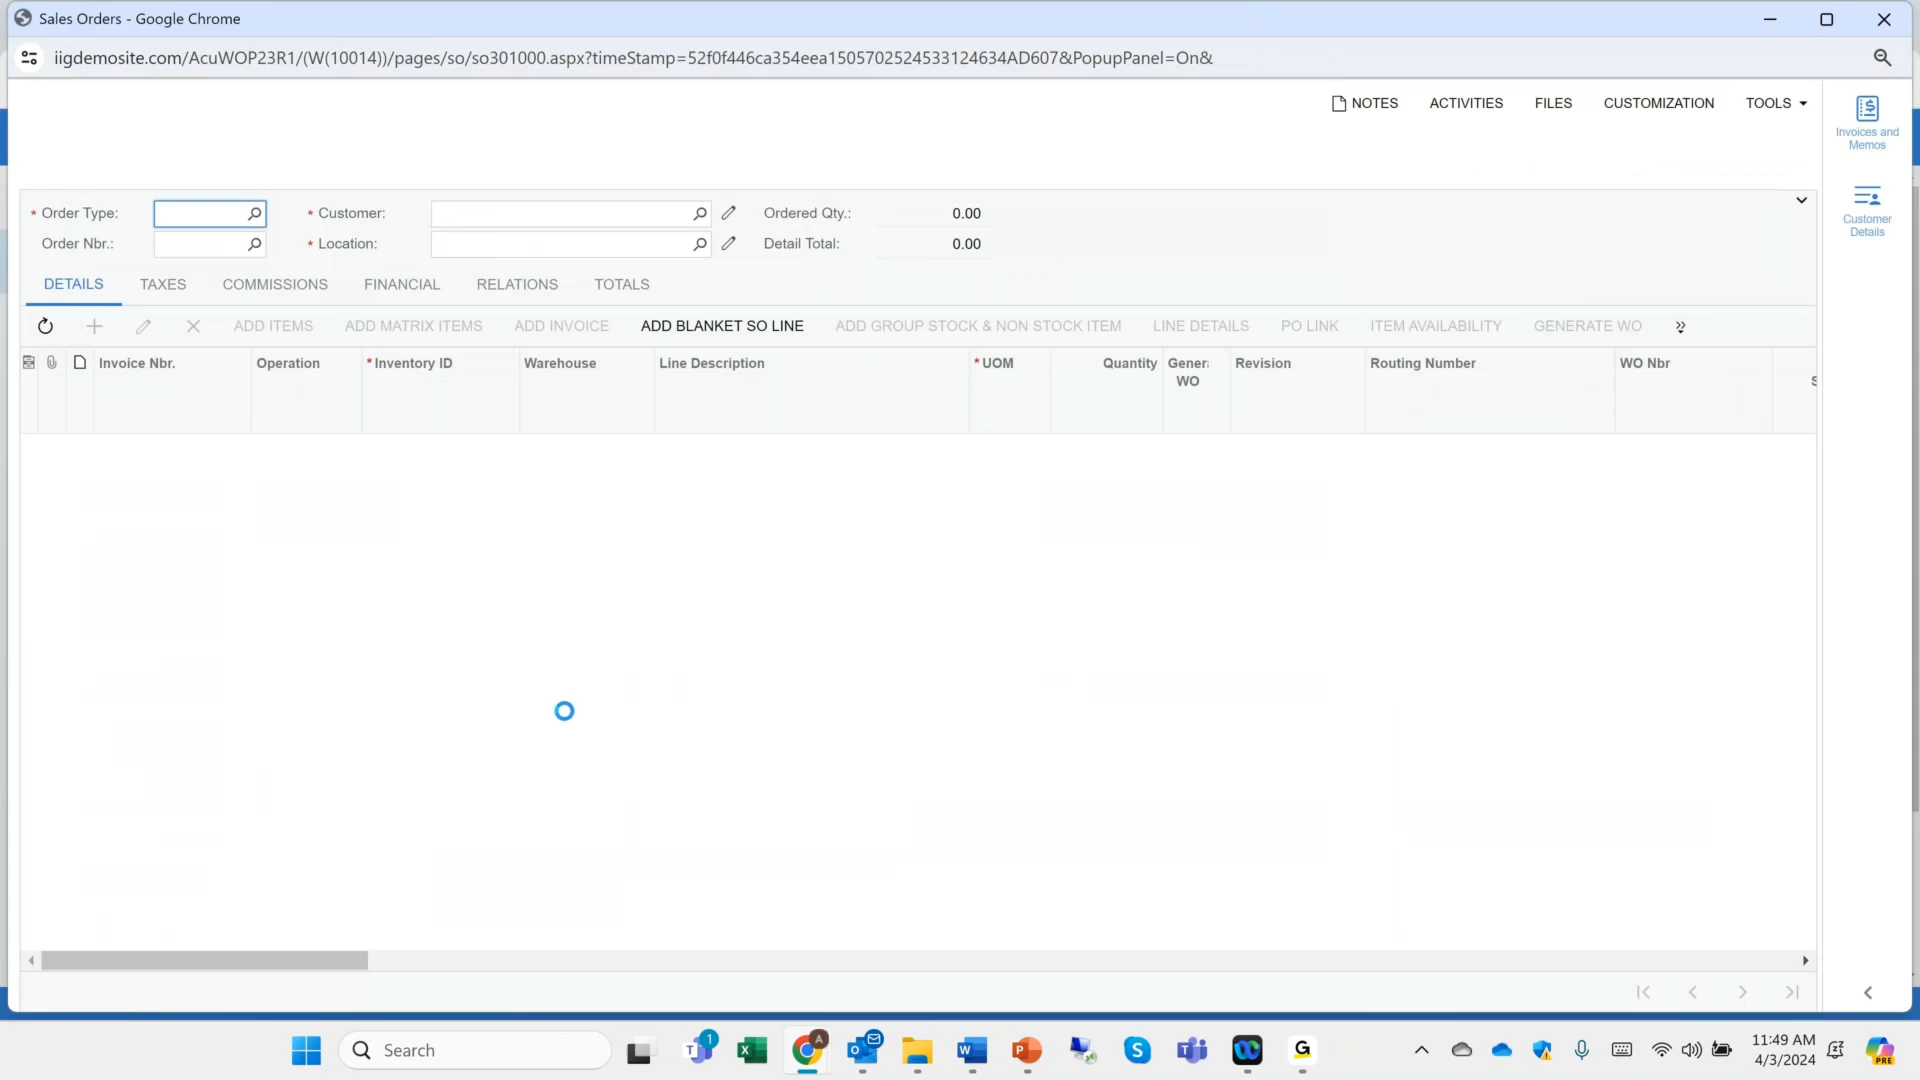 Sales Orders - Google Chrome
iigdemosite.com/AcuWOP23R1/(W(10014))/pages/so/so301000.aspx?timeStamp=52f0f446ca354eea1505702524533124634AD607&PopupPanel=On&
NOTES ACTIVITIES FILES CUSTOMIZATION TOOLS
Invoices and
Memos
Customer
Details
* Order Type: * Customer: Ordered Qty.: 0.00
Order Nbr.: * Location: Detail Total: 0.00
DETAILS TAXES COMMISSIONS FINANCIAL RELATIONS TOTALS
ADD ITEMS ADD MATRIX ITEMS ADD INVOICE ADD BLANKET SO LINE ADD GROUP STOCK & NON STOCK ITEM LINE DETAILS PO LINK ITEM AVAILABILITY GENERATE WO
Invoice Nbr. Operation * Inventory ID Warehouse Line Description * UOM Quantity Gener Revision Routing Number WO Nbr
WO S
Search 1 A 11:49 AM
4/3/2024
PRE